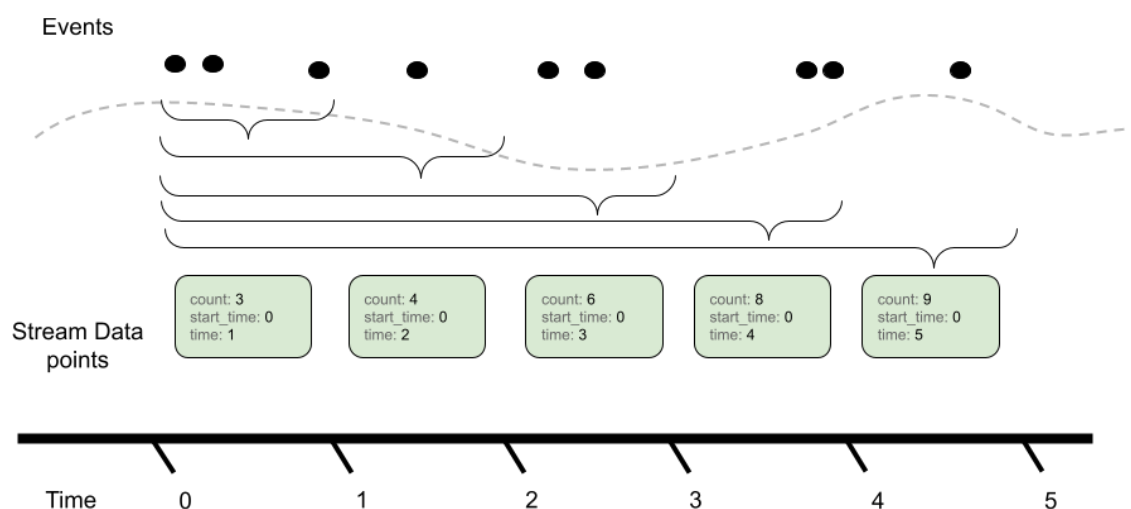 Events
count: 3
start_time: 0
time: 1
count: 4
start_time: 0
time: 2
count: 6
start_time: 0
time: 3
count: 8
start_time: 0
time: 4
count: 9
start_time: 0
time: 5
Stream Data
points
Time 0 1 2 3 4 5